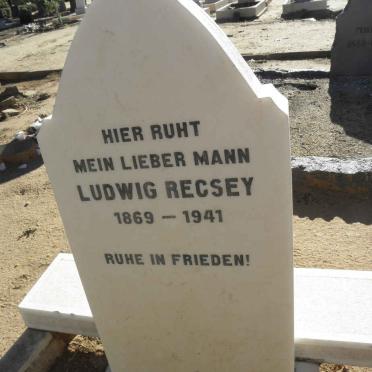 HIER RUHT
MEIN LIEBER MANN
LUDWIG RECSEY
1869 — 1941
RUHE IN FRIEDEN!